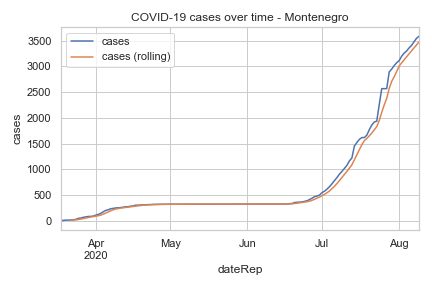 COVID-19 cases over time - Montenegro
cases
cases (rolling)
3500
3000
2500
2000
1500
1000
500
0
cases
Apr
2020
May
Jun
Jul
Aug
dateRep